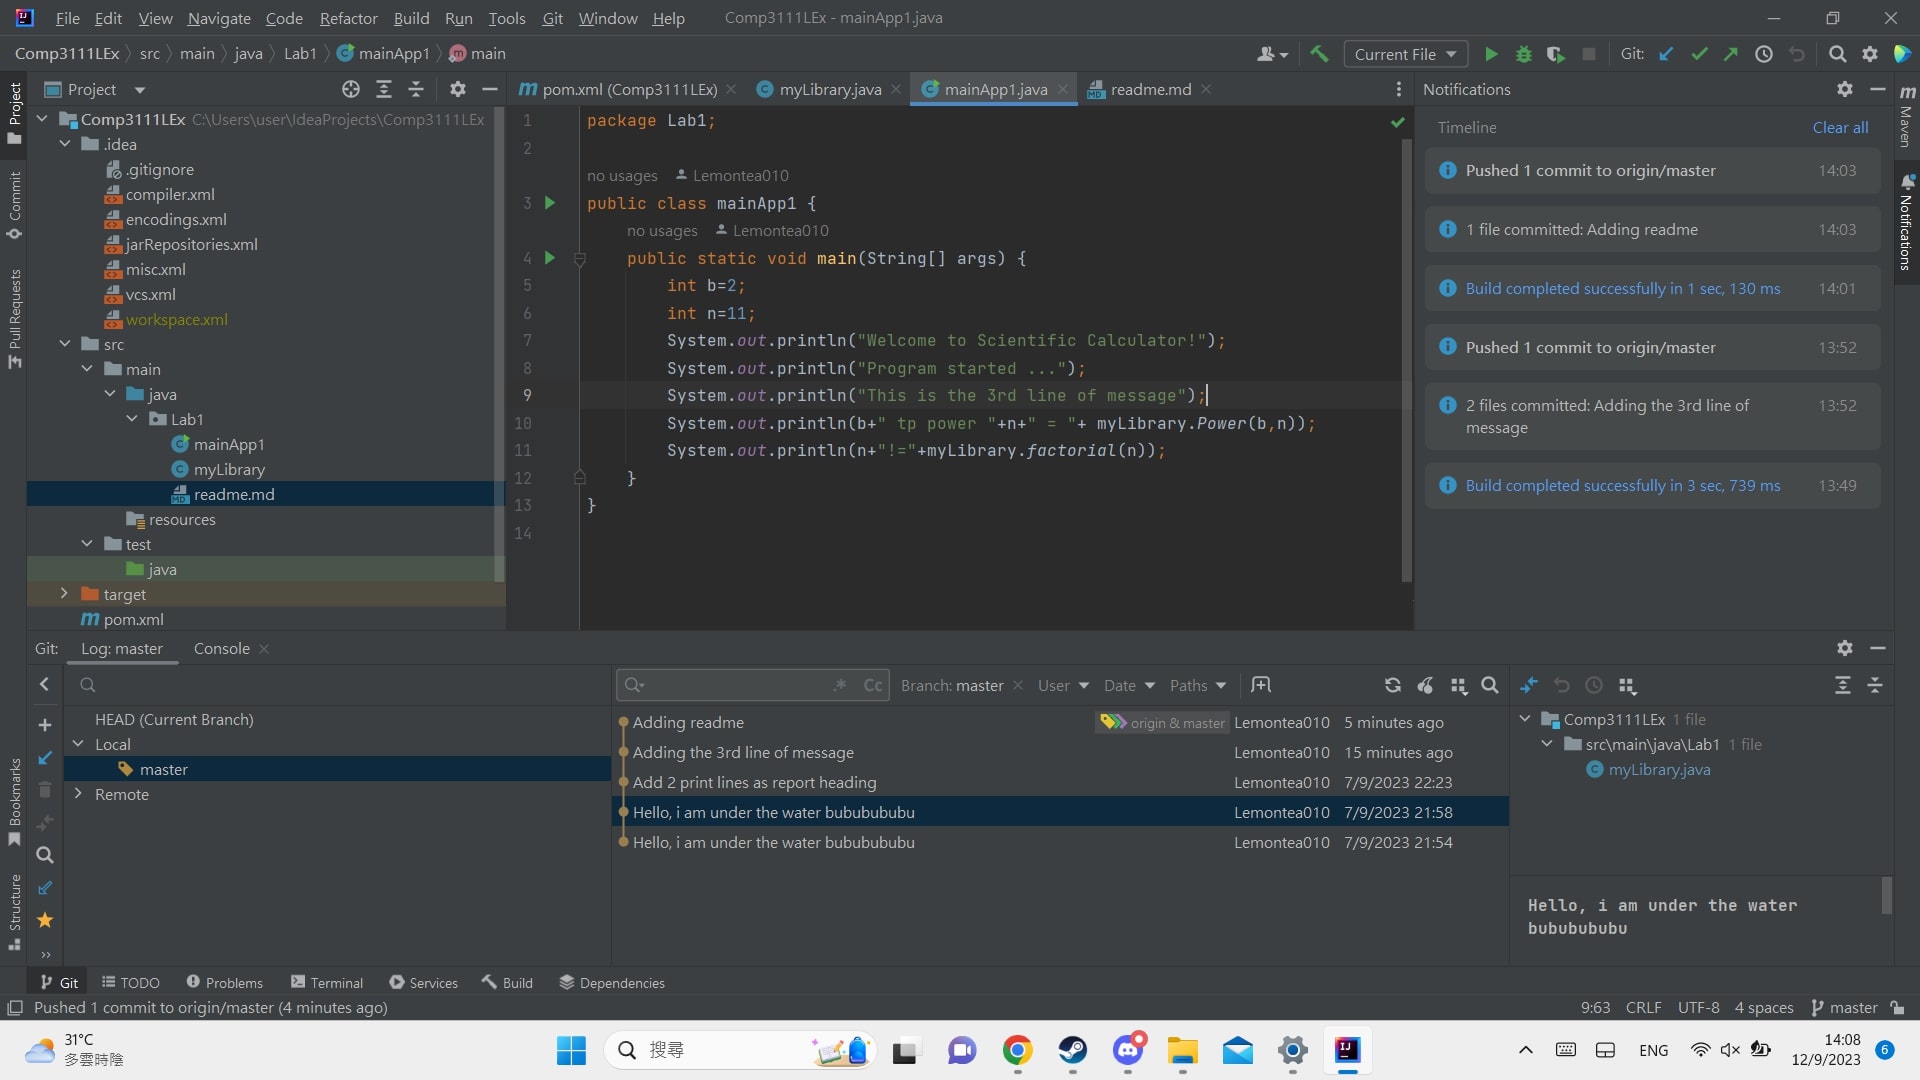 File Edit View Navigate Code Refactor Build Run Tools Git Window Help Comp3111LEx - mainApp1.java
Comp3111LEx src main java Lab1 mainApp1 main
Current File Git:
Project
pom.xml (Comp3111LEx) myLibrary.java mainApp1.java readme.md
Notifications
Project
Commit
Pull Requests
Bookmarks
Structure
Comp3111LEx C:\Users\user\IdeaProjects\Comp3111LEx
.idea
.gitignore
compiler.xml
encodings.xml
jarRepositories.xml
misc.xml
vcs.xml
workspace.xml
src
main
java
Lab1
mainApp1
myLibrary
readme.md
resources
test
java
target
pom.xml
1 package Lab1;
2
no usages Lemontea010
3 public class mainApp1 {
no usages Lemontea010
4 public static void main(String[] args) {
5 int b=2;
6 int n=11;
7 System.out.println("Welcome to Scientific Calculator!");
8 System.out.println("Program started ...");
9 System.out.println("This is the 3rd line of message");
10 System.out.println(b+" tp power "+n+" = "+ myLibrary.Power(b,n));
11 System.out.println(n+"!="+myLibrary.factorial(n));
12 }
13 }
14
Timeline Clear all
Pushed 1 commit to origin/master 14:03
1 file committed: Adding readme 14:03
Build completed successfully in 1 sec, 130 ms 14:01
Pushed 1 commit to origin/master 13:52
2 files committed: Adding the 3rd line of 13:52
message
Build completed successfully in 3 sec, 739 ms 13:49
Maven
Notifications
Git: Log: master Console
HEAD (Current Branch)
Local
master
Remote
.* Cc Branch: master User Date Paths
Adding readme origin & master Lemontea010 5 minutes ago
Adding the 3rd line of message Lemontea010 15 minutes ago
Add 2 print lines as report heading Lemontea010 7/9/2023 22:23
Hello, i am under the water bubububububu Lemontea010 7/9/2023 21:58
Hello, i am under the water bubububububu Lemontea010 7/9/2023 21:54
Comp3111LEx 1 file
src\main\java\Lab1 1 file
myLibrary.java
Hello, i am under the water
bubububububu
Git TODO Problems Terminal Services Build Dependencies
Pushed 1 commit to origin/master (4 minutes ago) 9:63 CRLF UTF-8 4 spaces master
31°C
多雲時陰
搜尋
ENG
14:08
12/9/2023
6